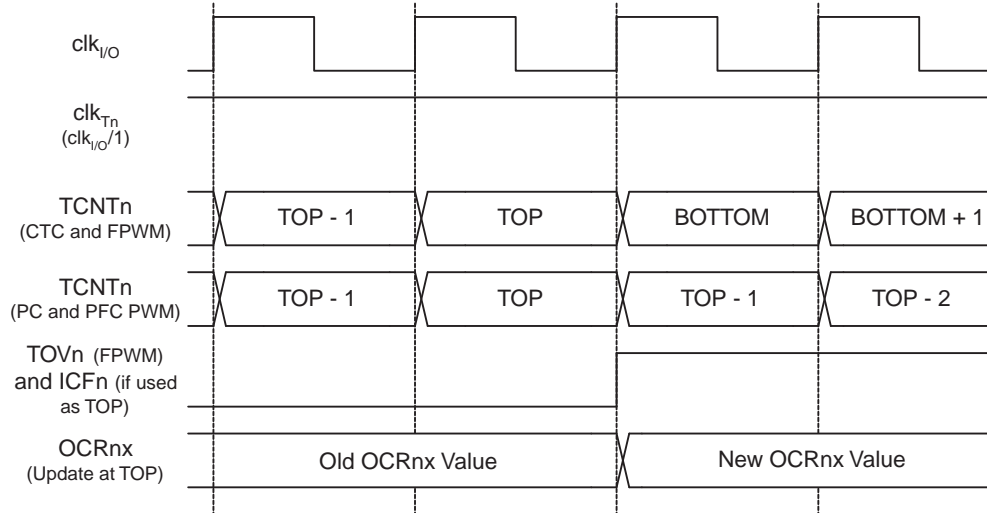 clkI/O
clkTn
(clkI/O/1)
TCNTn
(CTC and FPWM)
TOP - 1
TOP
BOTTOM
BOTTOM + 1
TCNTn
(PC and PFC PWM)
TOP - 1
TOP
TOP - 1
TOP - 2
TOVn (FPWM)
and ICFn (if used
as TOP)
OCRnx
(Update at TOP)
Old OCRnx Value
New OCRnx Value